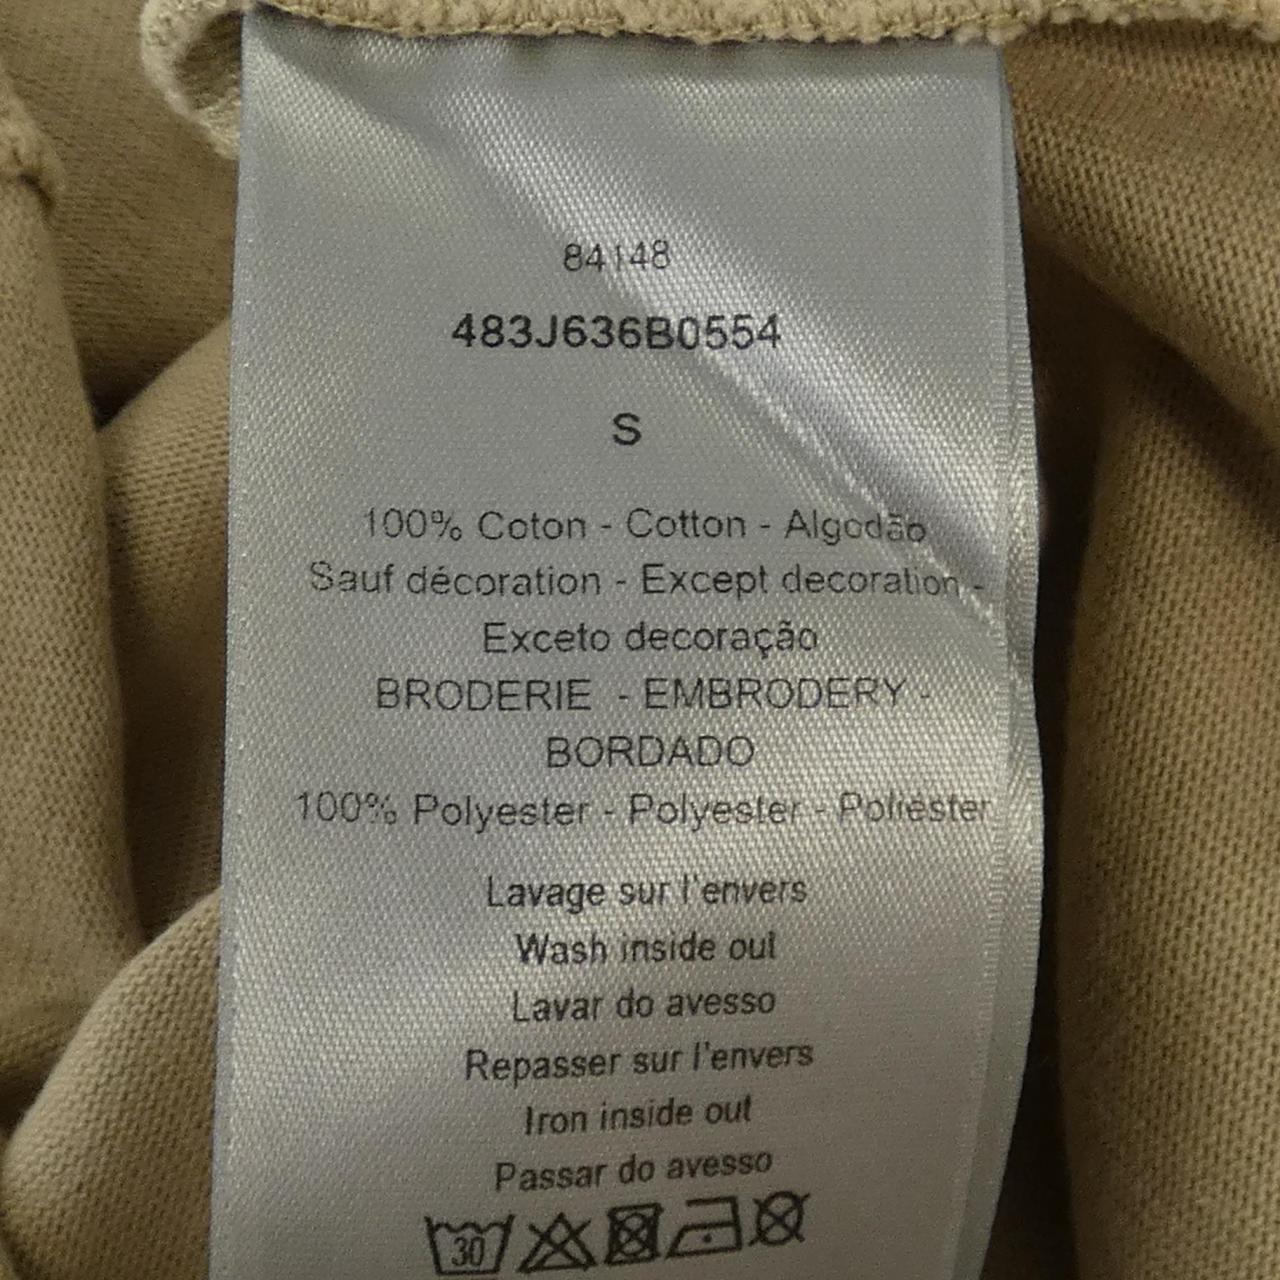 84148
483J636B0554
S
100% Coton - Cotton - Algodão
Sauf décoration - Except decoration -
Exceto decoração
BRODERIE - EMBRODERY -
BORDADO
100% Polyester - Polyester - Poliéster
Lavage sur l'envers
Wash inside out
Lavar do avesso
Repasser sur l'envers
Iron inside out
Passar do avesso
30